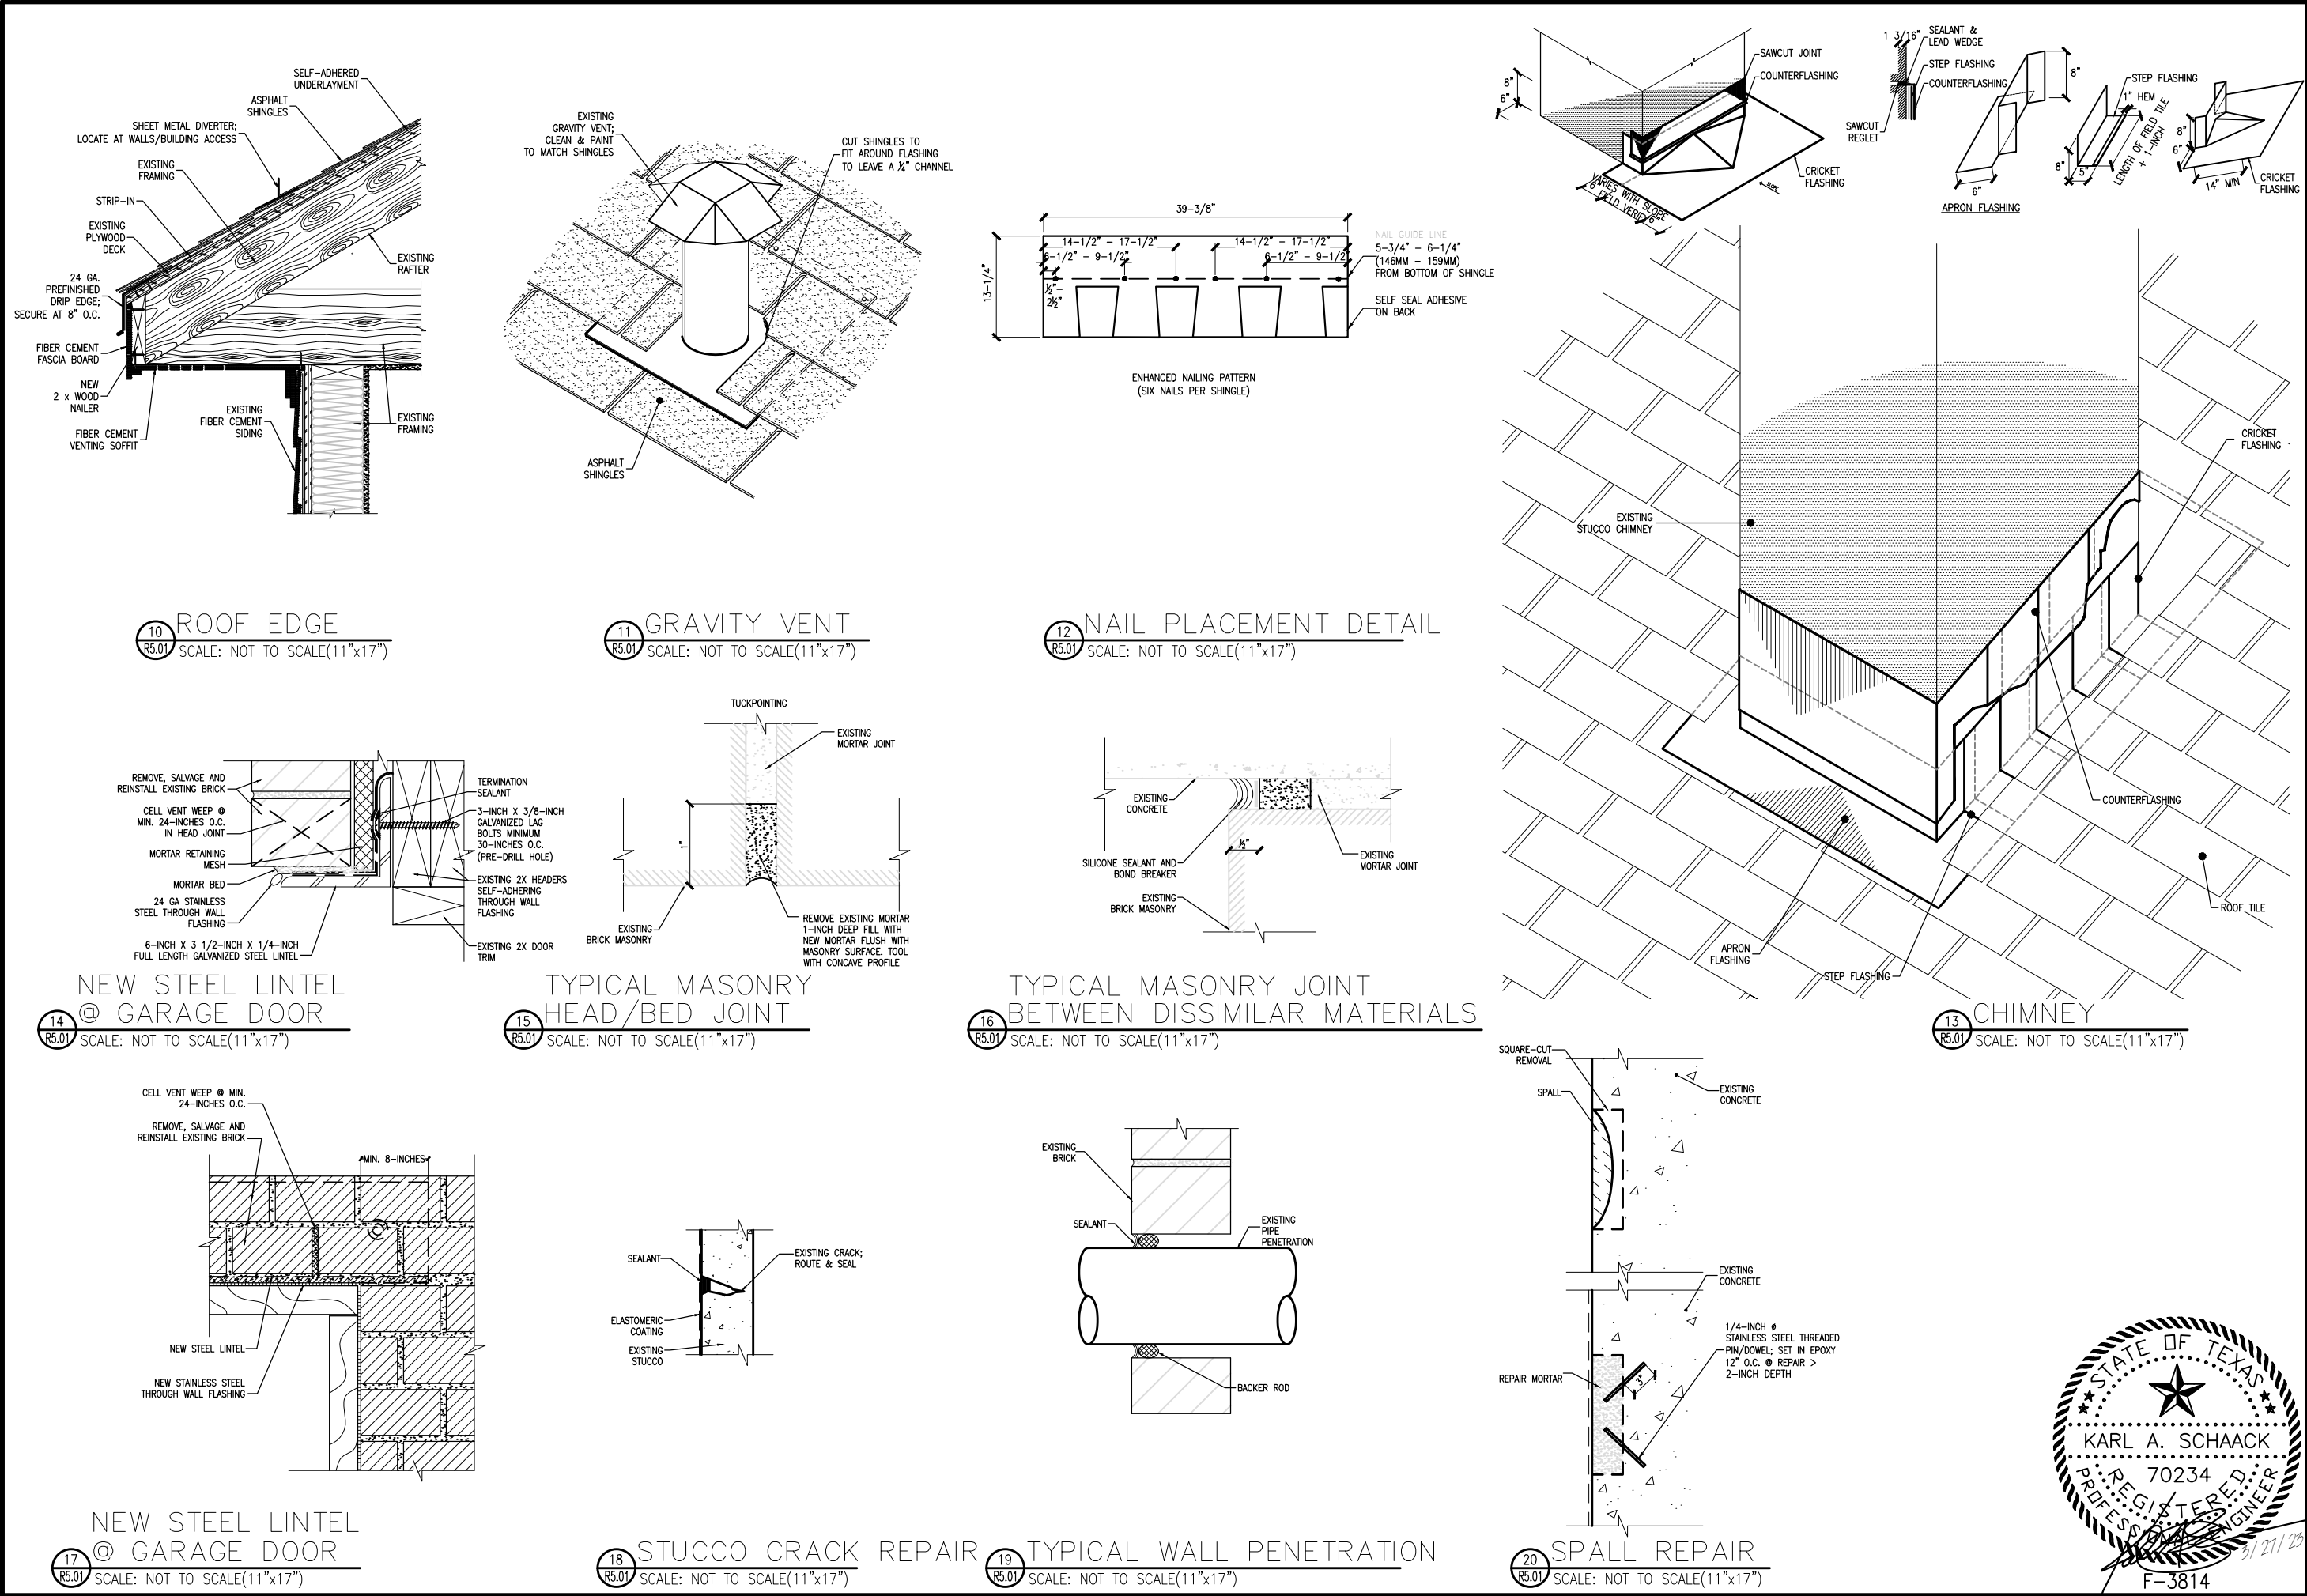 SELF-ADHERED
UNDERLAYMENT
ASPHALT
SHINGLES
SHEET METAL DIVERTER;
LOCATE AT WALLS/BUILDING ACCESS
EXISTING
FRAMING
STRIP-IN
EXISTING
PLYWOOD
DECK
24 GA.
PREFINISHED
DRIP EDGE;
SECURE AT 8" O.C.
FIBER CEMENT
FASCIA BOARD
NEW
2 x WOOD
NAILER
FIBER CEMENT
VENTING SOFFIT
EXISTING
FIBER CEMENT
SIDING
EXISTING
RAFTER
EXISTING
FRAMING
10
R5.01
ROOF EDGE
SCALE: NOT TO SCALE(11"x17")
EXISTING
GRAVITY VENT;
CLEAN & PAINT
TO MATCH SHINGLES
CUT SHINGLES TO
FIT AROUND FLASHING
TO LEAVE A ¼" CHANNEL
ASPHALT
SHINGLES
11
R5.01
GRAVITY VENT
SCALE: NOT TO SCALE(11"x17")
39-3/8"
14-1/2" - 17-1/2"
14-1/2" - 17-1/2"
6-1/2" - 9-1/2"
6-1/2" - 9-1/2"
13-1/4"
½"-
2½"
NAIL GUIDE LINE
5-3/4" - 6-1/4"
(146MM - 159MM)
FROM BOTTOM OF SHINGLE
SELF SEAL ADHESIVE
ON BACK
ENHANCED NAILING PATTERN
(SIX NAILS PER SHINGLE)
12
R5.01
NAIL PLACEMENT DETAIL
SCALE: NOT TO SCALE(11"x17")
8"
6"
SAWCUT JOINT
COUNTERFLASHING
CRICKET
FLASHING
SLOPE
VARIES WITH SLOPE
6 FIELD VERIFY
6"
1 3/16"
SEALANT &
LEAD WEDGE
STEP FLASHING
COUNTERFLASHING
SAWCUT
REGLET
8"
6"
APRON FLASHING
STEP FLASHING
1" HEM
8"
5"
LENGTH OF FIELD TILE
+ 1-INCH
8"
6"
14" MIN
CRICKET
FLASHING
CRICKET
FLASHING
EXISTING
STUCCO CHIMNEY
COUNTERFLASHING
ROOF TILE
APRON
FLASHING
STEP FLASHING
13
R5.01
CHIMNEY
SCALE: NOT TO SCALE(11"x17")
REMOVE, SALVAGE AND
REINSTALL EXISTING BRICK
CELL VENT WEEP @
MIN. 24-INCHES O.C.
IN HEAD JOINT
MORTAR RETAINING
MESH
MORTAR BED
24 GA STAINLESS
STEEL THROUGH WALL
FLASHING
6-INCH X 3 1/2-INCH X 1/4-INCH
FULL LENGTH GALVANIZED STEEL LINTEL
TERMINATION
SEALANT
3-INCH X 3/8-INCH
GALVANIZED LAG
BOLTS MINIMUM
30-INCHES O.C.
(PRE-DRILL HOLE)
EXISTING 2X HEADERS
SELF-ADHERING
THROUGH WALL
FLASHING
EXISTING 2X DOOR
TRIM
14
R5.01
NEW STEEL LINTEL
@ GARAGE DOOR
SCALE: NOT TO SCALE(11"x17")
TUCKPOINTING
EXISTING
MORTAR JOINT
1"
EXISTING
BRICK MASONRY
REMOVE EXISTING MORTAR
1-INCH DEEP FILL WITH
NEW MORTAR FLUSH WITH
MASONRY SURFACE. TOOL
WITH CONCAVE PROFILE
15
R5.01
TYPICAL MASONRY
HEAD/BED JOINT
SCALE: NOT TO SCALE(11"x17")
EXISTING
CONCRETE
½"
SILICONE SEALANT AND
BOND BREAKER
EXISTING
BRICK MASONRY
EXISTING
MORTAR JOINT
16
R5.01
TYPICAL MASONRY JOINT
BETWEEN DISSIMILAR MATERIALS
SCALE: NOT TO SCALE(11"x17")
CELL VENT WEEP @ MIN.
24-INCHES O.C.
REMOVE, SALVAGE AND
REINSTALL EXISTING BRICK
MIN. 8-INCHES
NEW STEEL LINTEL
NEW STAINLESS STEEL
THROUGH WALL FLASHING
17
R5.01
NEW STEEL LINTEL
@ GARAGE DOOR
SCALE: NOT TO SCALE(11"x17")
SEALANT
EXISTING CRACK;
ROUTE & SEAL
ELASTOMERIC
COATING
EXISTING
STUCCO
18
R5.01
STUCCO CRACK REPAIR
SCALE: NOT TO SCALE(11"x17")
EXISTING
BRICK
SEALANT
EXISTING
PIPE
PENETRATION
BACKER ROD
19
R5.01
TYPICAL WALL PENETRATION
SCALE: NOT TO SCALE(11"x17")
SQUARE-CUT
REMOVAL
SPALL
EXISTING
CONCRETE
EXISTING
CONCRETE
1/4-INCH ø
STAINLESS STEEL THREADED
PIN/DOWEL; SET IN EPOXY
12" O.C. @ REPAIR >
2-INCH DEPTH
3"
REPAIR MORTAR
20
R5.01
SPALL REPAIR
SCALE: NOT TO SCALE(11"x17")
STATE OF TEXAS
KARL A. SCHAACK
70234
REGISTERED
PROFESSIONAL ENGINEER
3/27/23
F-3814